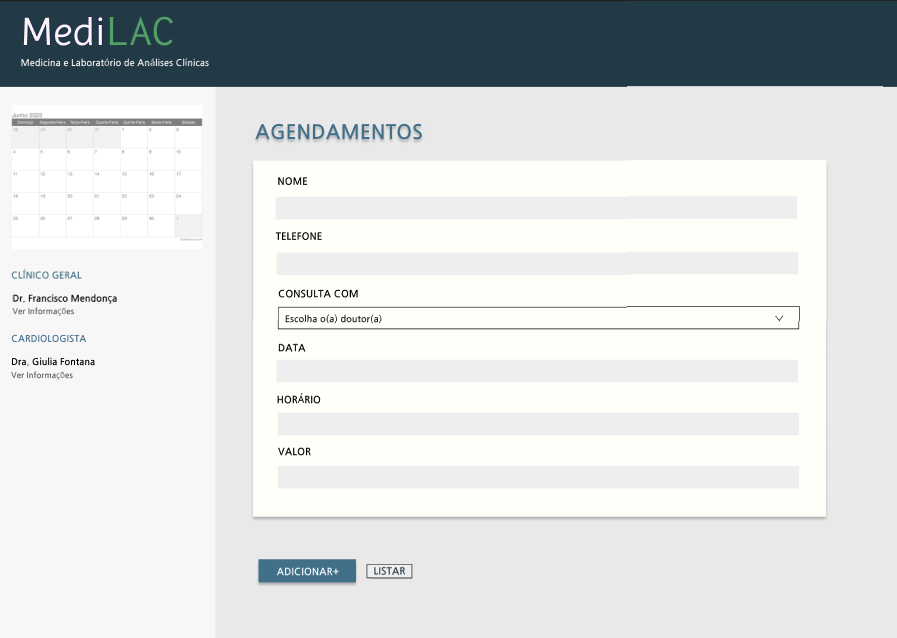 MediLAC
Medicina e Laboratório de Análises Clínicas
Junho 2023
Domingo Segunda-Feira Terça-Feira Quarta-Feira Quinta-Feira Sexta-Feira Sábado
28 29 30 31 1 2 3
4 5 6 7 8 9 10
11 12 13 14 15 16 17
18 19 20 21 22 23 24
25 26 27 28 29 30 1
CLÍNICO GERAL
Dr. Francisco Mendonça
Ver Informações
CARDIOLOGISTA
Dra. Giulia Fontana
Ver Informações
AGENDAMENTOS
NOME
TELEFONE
CONSULTA COM
Escolha o(a) doutor(a)
DATA
HORÁRIO
VALOR
ADICIONAR+
LISTAR